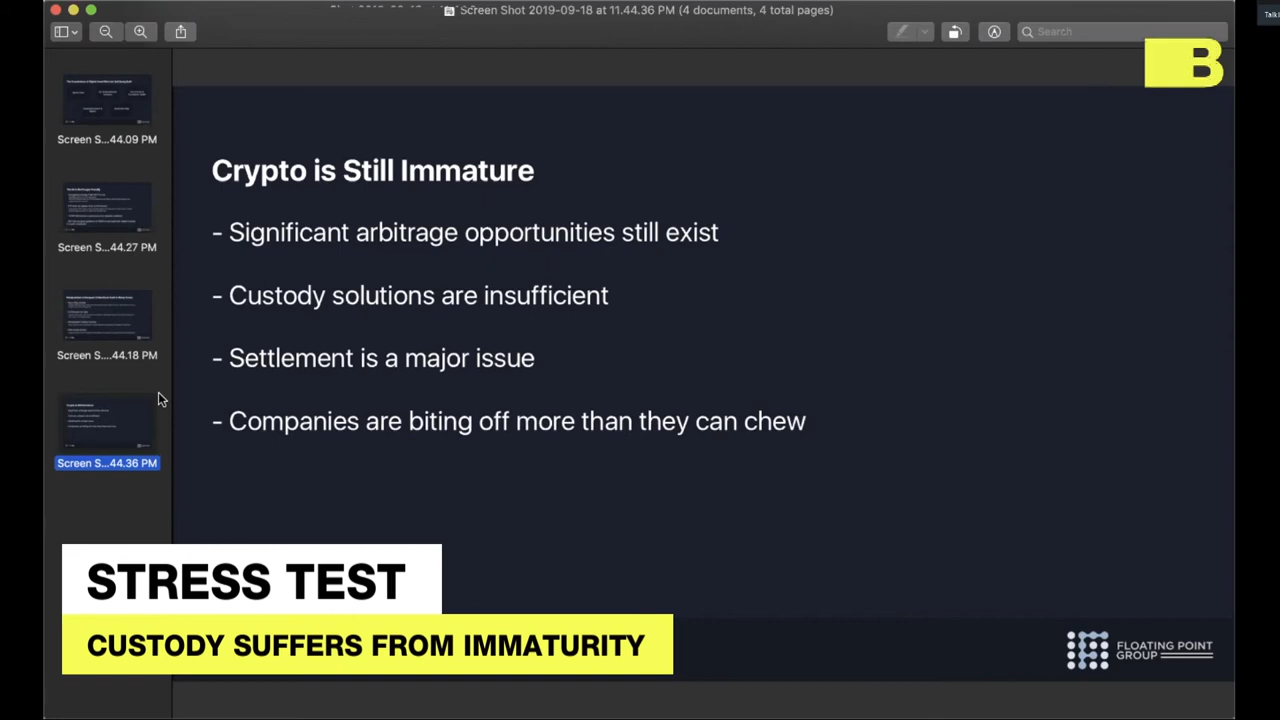 Screen Shot 2019-09-18 at 11.44.36 PM (4 documents, 4 total pages)
Search
Talki
B
Screen S...44.09 PM
Screen S...44.27 PM
Screen S....44.18 PM
Screen S...44.36 PM
Crypto is Still Immature
- Significant arbitrage opportunities still exist
- Custody solutions are insufficient
- Settlement is a major issue
- Companies are biting off more than they can chew
STRESS TEST
CUSTODY SUFFERS FROM IMMATURITY
FLOATING POINT
GROUP